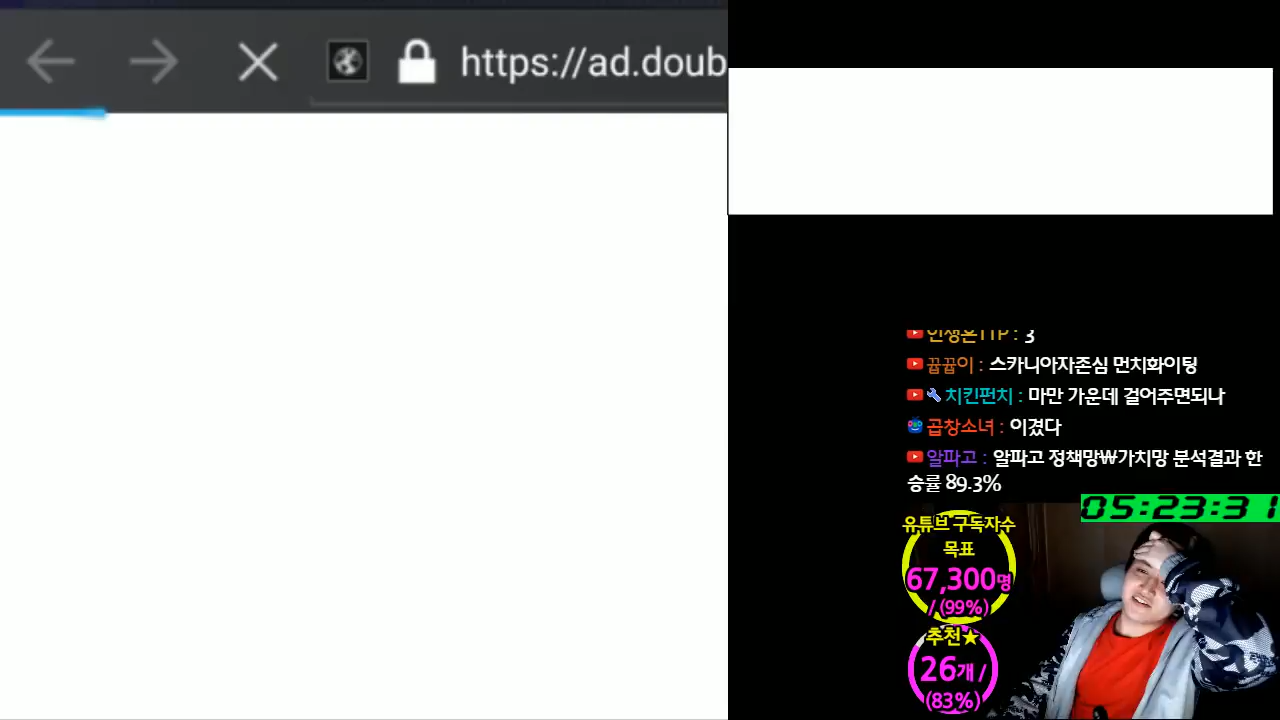 https://ad.doub
인생혼TTP : 3
뀵뀵이 : 스카니아자존심 먼치화이팅
치킨펀치 : 마만 가운데 걸어주면되나
곱창소녀 : 이겼다
알파고 : 알파고 정책망₩가치망 분석결과 한
승률 89.3%
05:23:31
유튜브 구독자수
목표
67,300명
/ (99%)
추천★
26개 /
(83%)